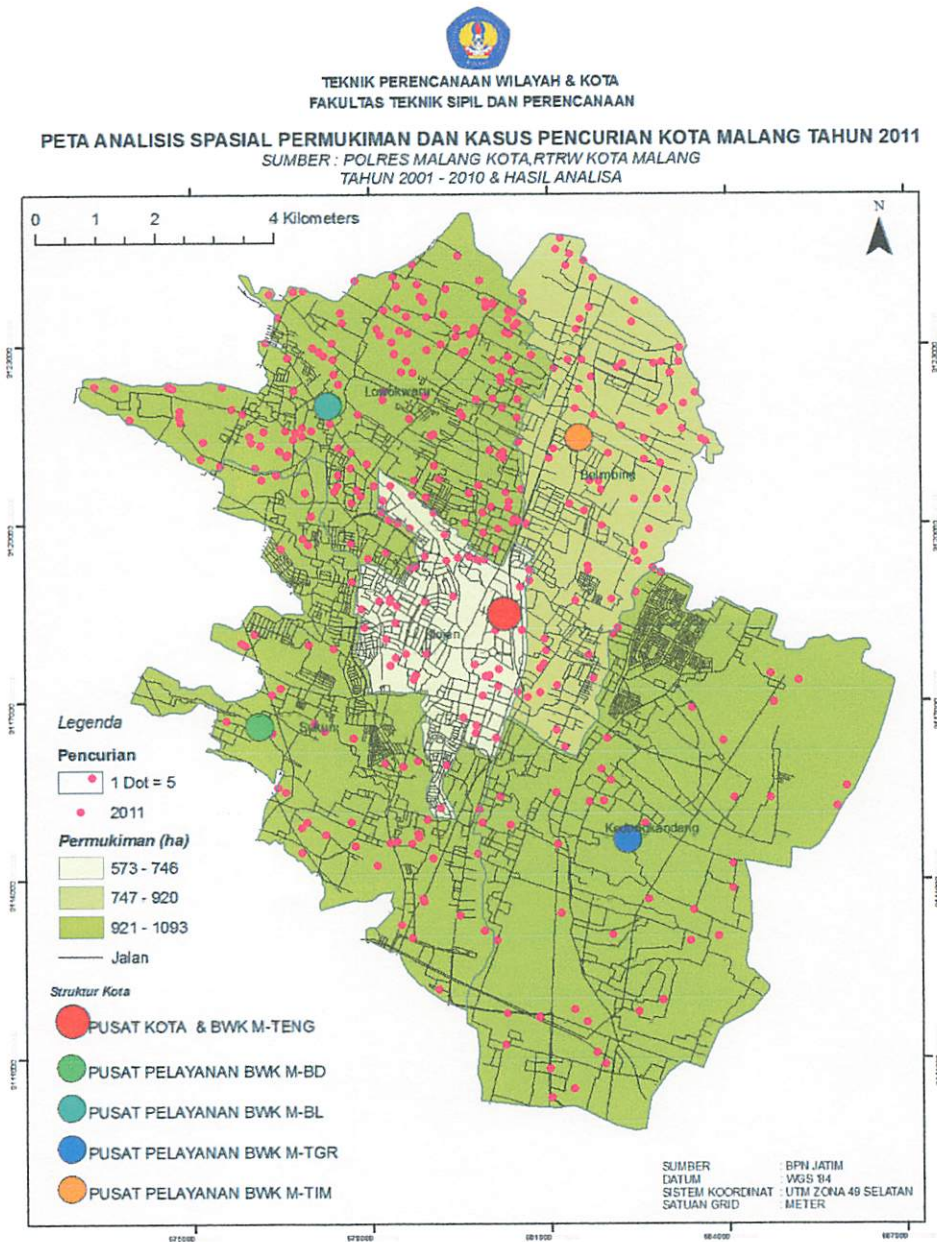 TEKNIK PERENCANAAN WILAYAH & KOTA
FAKULTAS TEKNIK SIPIL DAN PERENCANAAN
PETA ANALISIS SPASIAL PERMUKIMAN DAN KASUS PENCURIAN KOTA MALANG TAHUN 2011
SUMBER : POLRES MALANG KOTA,RTRW KOTA MALANG
TAHUN 2001 - 2010 & HASIL ANALISA
0 1 2 4 Kilometers
N
Lowokwaru
Belimbing
Klojen
Sukun
Kedungkandang
Legenda
Pencurian
1 Dot = 5
2011
Permukiman (ha)
573 - 746
747 - 920
921 - 1093
Jalan
Struktur Kota
PUSAT KOTA & BWK M-TENG
PUSAT PELAYANAN BWK M-BD
PUSAT PELAYANAN BWK M-BL
PUSAT PELAYANAN BWK M-TGR
PUSAT PELAYANAN BWK M-TIM
SUMBER : BPN JATIM
DATUM : WGS '84
SISTEM KOORDINAT : UTM ZONA 49 SELATAN
SATUAN GRID : METER